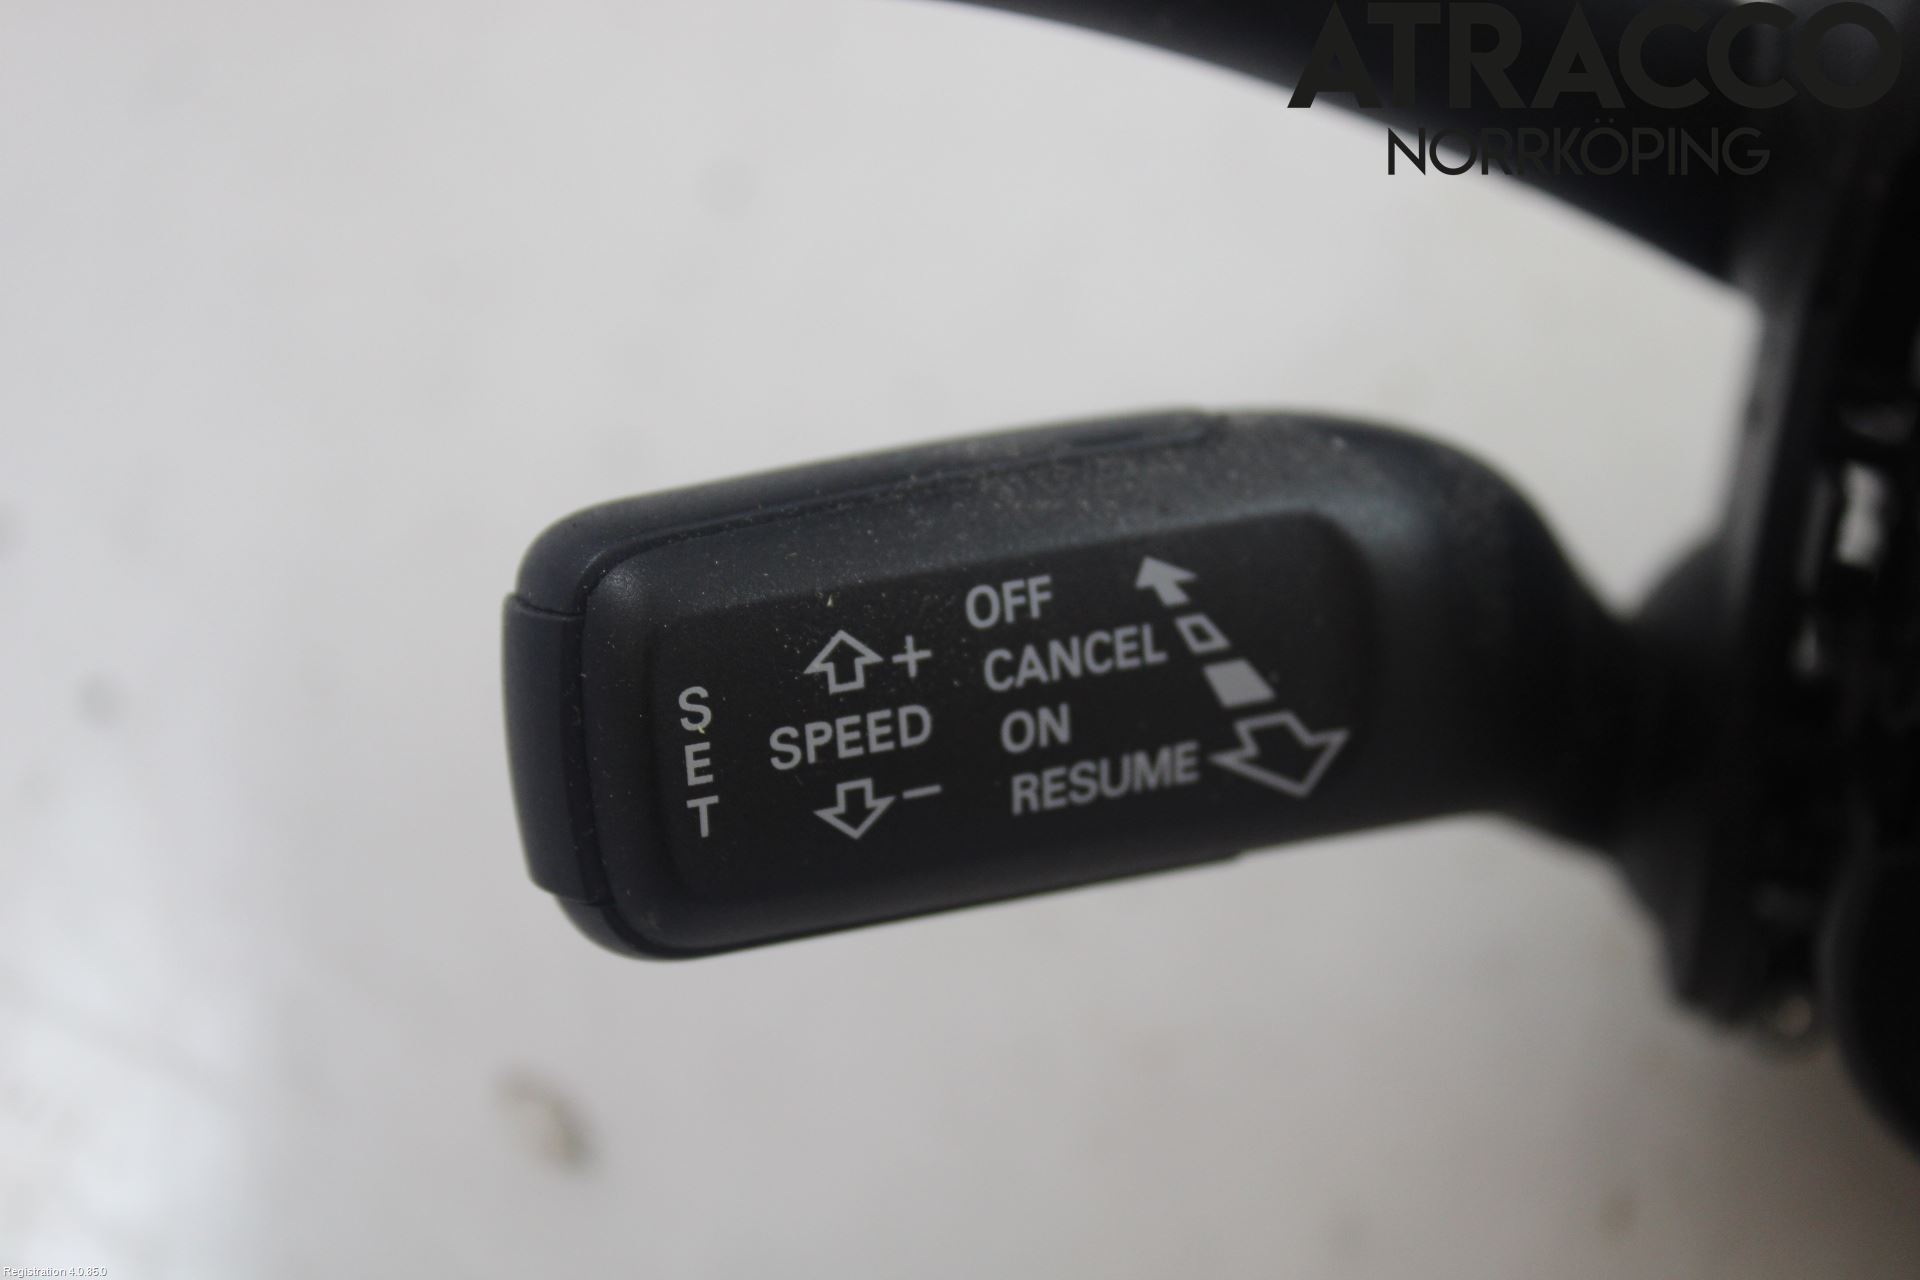 ATRACCO
NORRKÖPING
OFF
+
CANCEL
SET
SPEED
ON
−
RESUME
Registration 4.0.85.0